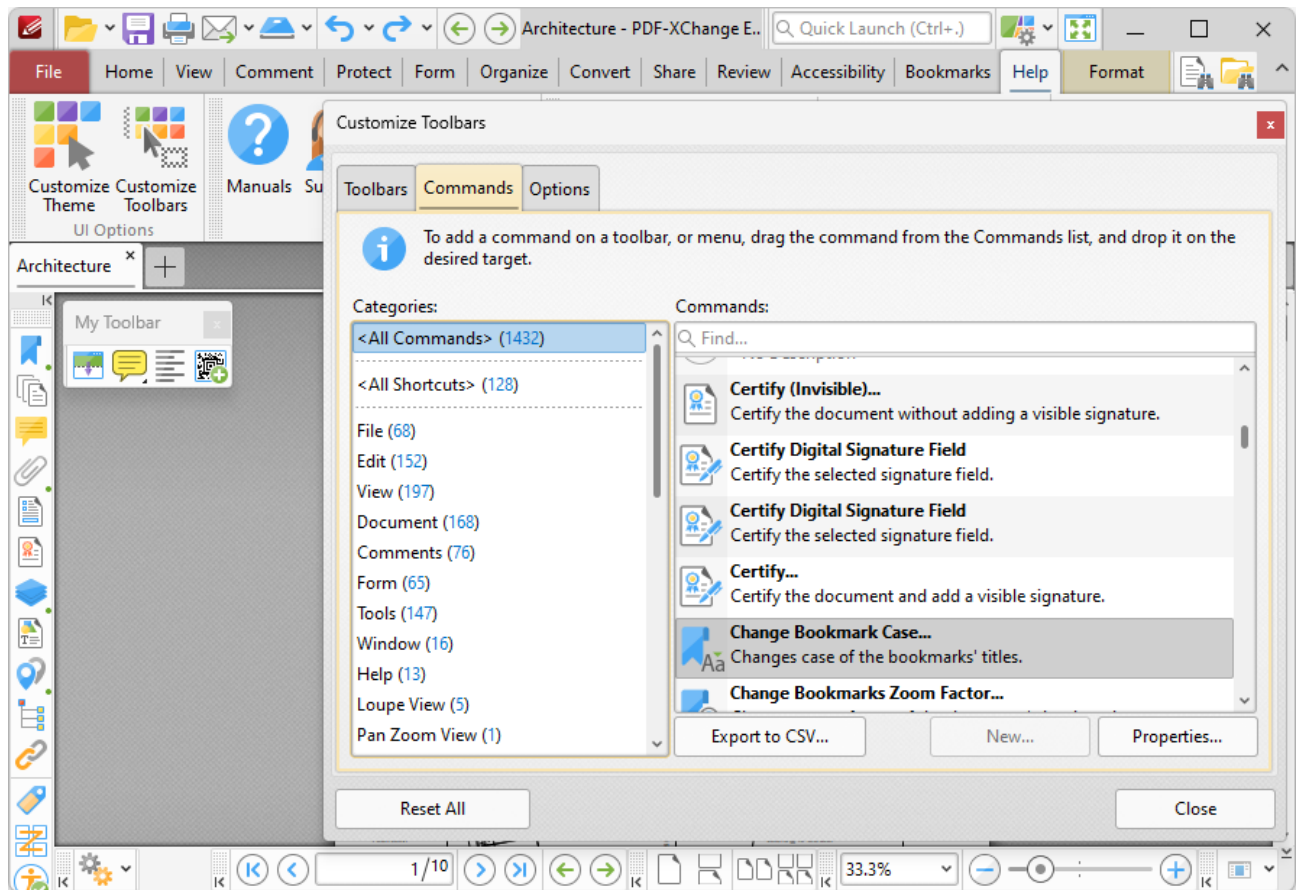 Architecture - PDF-XChange E..
Quick Launch (Ctrl+.)
File
Home
View
Comment
Protect
Form
Organize
Convert
Share
Review
Accessibility
Bookmarks
Help
Format
Customize Theme
Customize Toolbars
Manuals
Su
UI Options
Architecture
My Toolbar
Customize Toolbars
Toolbars
Commands
Options
To add a command on a toolbar, or menu, drag the command from the Commands list, and drop it on the
desired target.
Categories:
<All Commands> (1432)
<All Shortcuts> (128)
File (68)
Edit (152)
View (197)
Document (168)
Comments (76)
Form (65)
Tools (147)
Window (16)
Help (13)
Loupe View (5)
Pan Zoom View (1)
Commands:
Find...
Certify (Invisible)...
Certify the document without adding a visible signature.
Certify Digital Signature Field
Certify the selected signature field.
Certify Digital Signature Field
Certify the selected signature field.
Certify...
Certify the document and add a visible signature.
Change Bookmark Case...
Changes case of the bookmarks' titles.
Change Bookmarks Zoom Factor...
Export to CSV...
New...
Properties...
Reset All
Close
1/10
33.3%